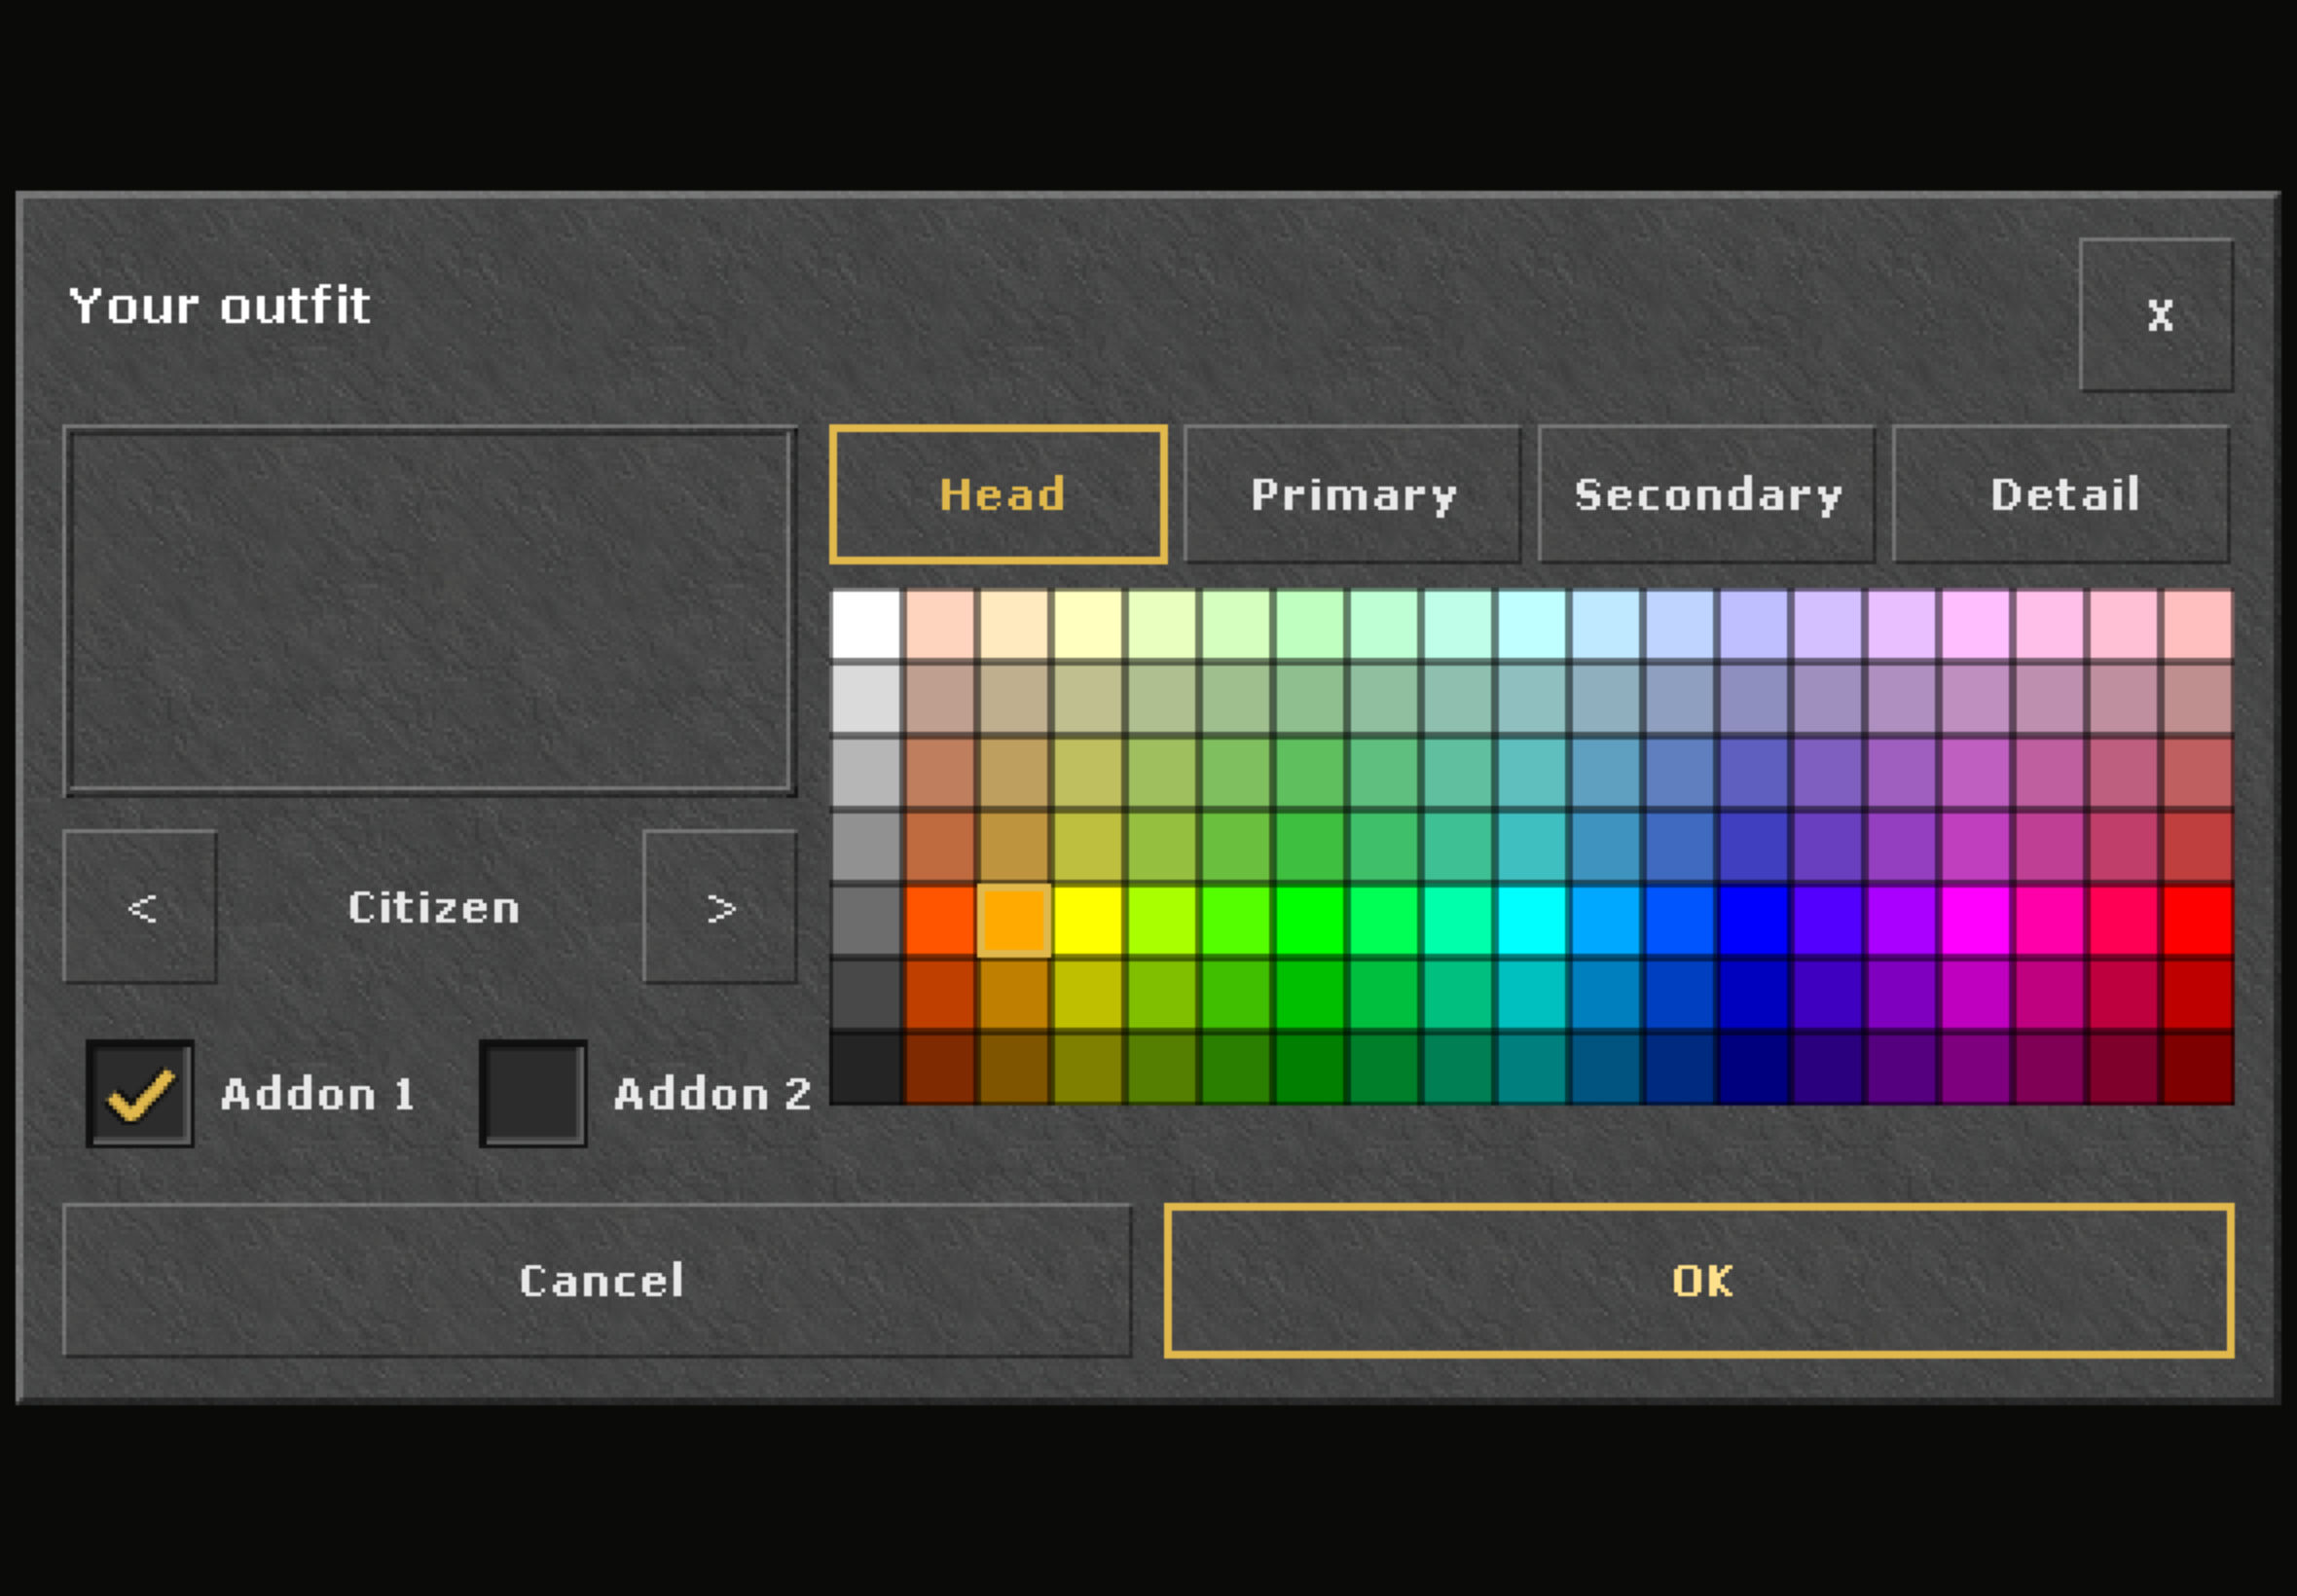 Your outfit
x
Head Primary Secondary Detail
< Citizen >
Addon 1 Addon 2
Cancel OK